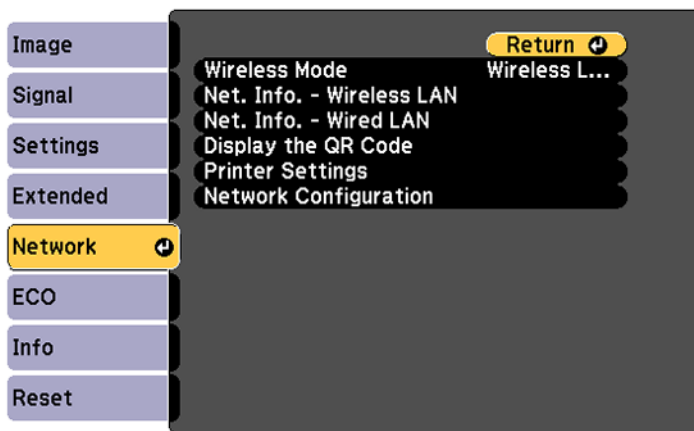 Image
Signal
Settings
Extended
Network
ECO
Info
Reset
Return
Wireless Mode Wireless L...
Net. Info. - Wireless LAN
Net. Info. - Wired LAN
Display the QR Code
Printer Settings
Network Configuration